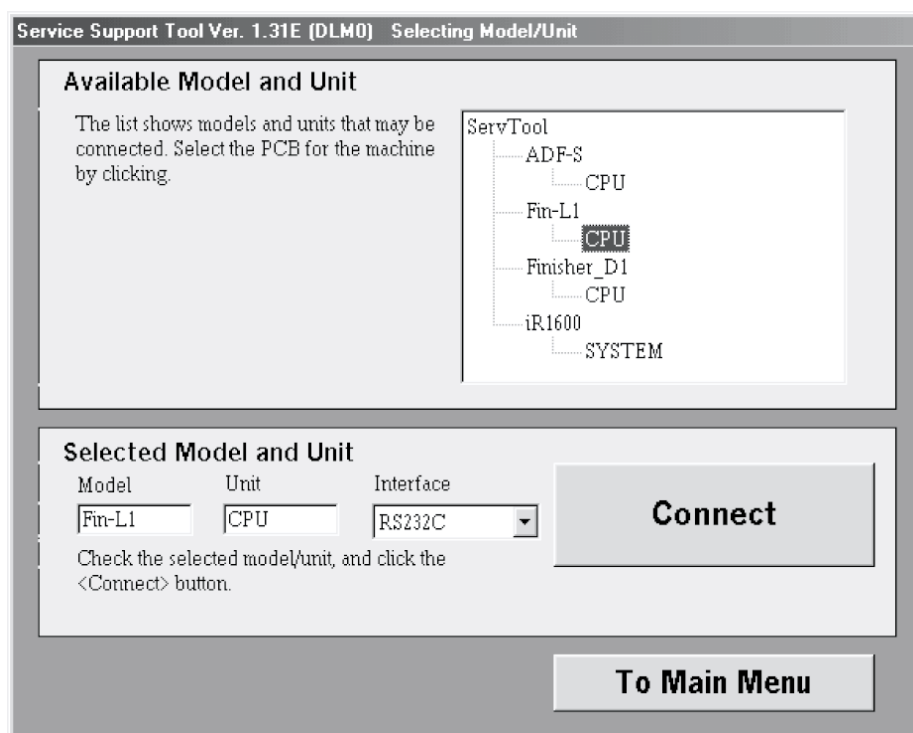 Service Support Tool Ver. 1.31E (DLM0)   Selecting Model/Unit
Available Model and Unit
The list shows models and units that may be
connected. Select the PCB for the machine
by clicking.
ServTool
ADF-S
CPU
Fin-L1
CPU
Finisher_D1
CPU
iR1600
SYSTEM
Selected Model and Unit
Model Unit Interface
Fin-L1 CPU RS232C
Check the selected model/unit, and click the
<Connect> button.
Connect
To Main Menu